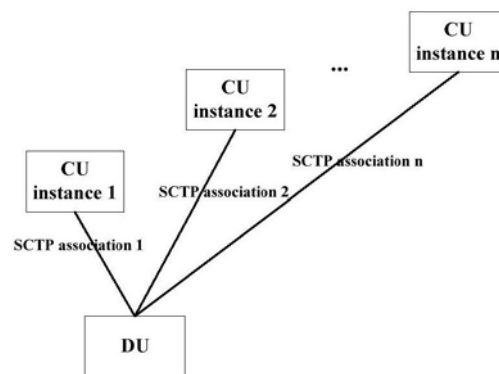 CU
instance n
...
CU
instance 2
CU
instance 1
SCTP association n
SCTP association 2
SCTP association 1
DU